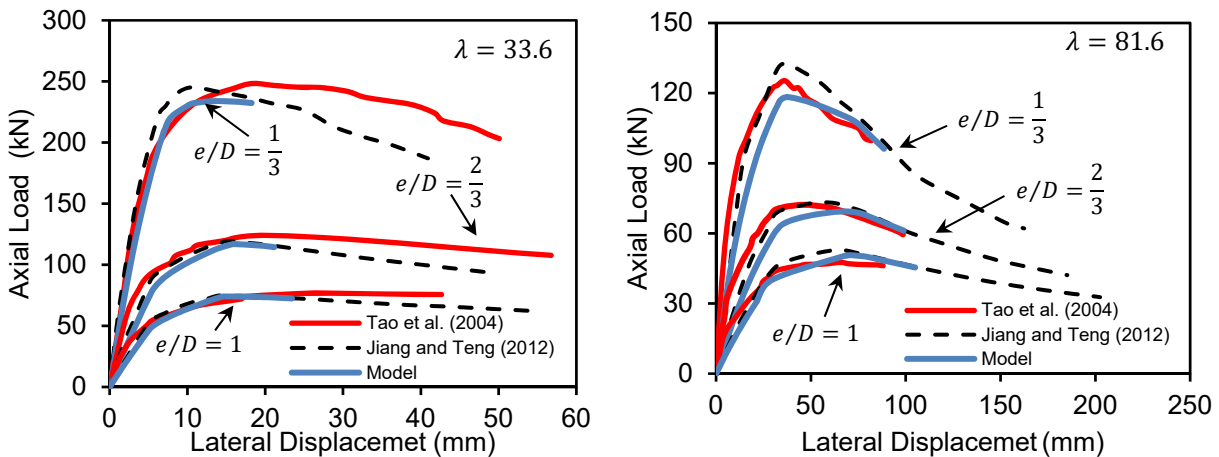 λ = 33.6
Axial Load (kN)
300
250
200
150
100
50
0
e/D = 1/3
e/D = 2/3
e/D = 1
Tao et al. (2004)
Jiang and Teng (2012)
Model
0 10 20 30 40 50 60
Lateral Displacemet (mm)
λ = 81.6
Axial Load (kN)
150
120
90
60
30
0
e/D = 1/3
e/D = 2/3
e/D = 1
Tao et al. (2004)
Jiang and Teng (2012)
Model
0 50 100 150 200 250
Lateral Displacemet (mm)